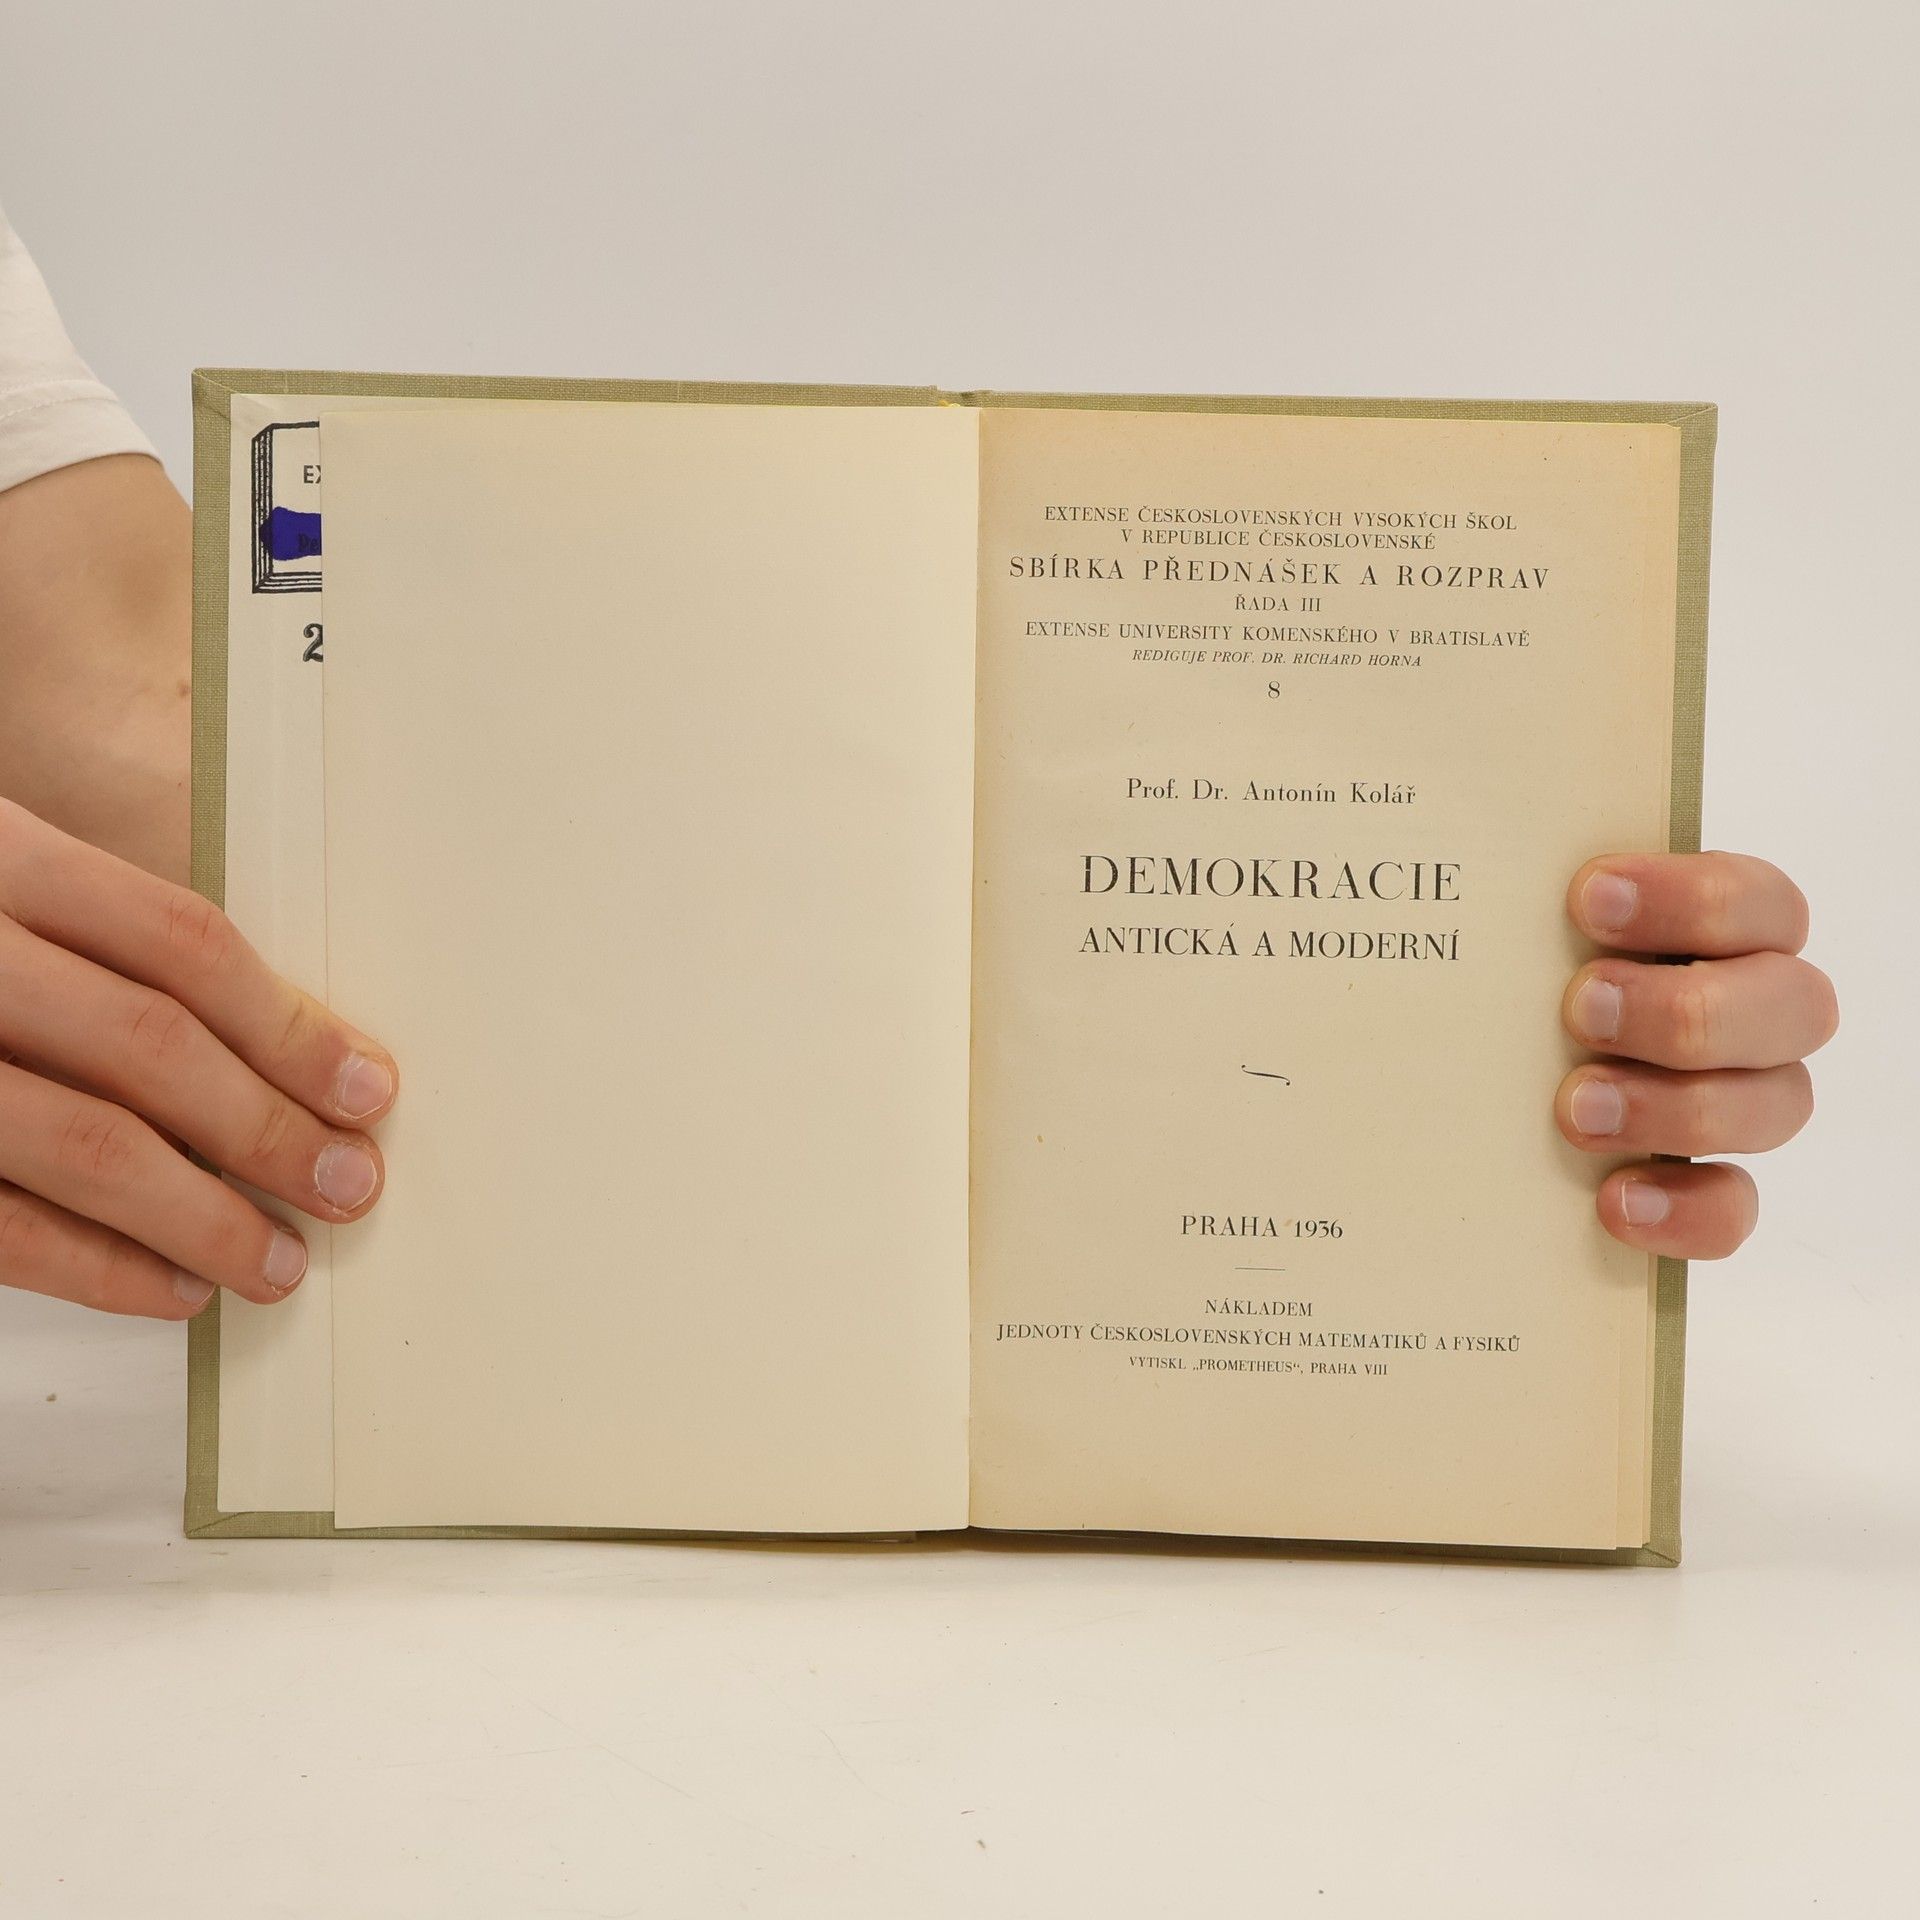 EXTENSE ČESKOSLOVENSKÝCH VYSOKÝCH ŠKOL
V REPUBLICE ČESKOSLOVENSKÉ
SBÍRKA PŘEDNÁŠEK A ROZPRAV
ŘADA III
EXTENSE UNIVERSITY KOMENSKÉHO V BRATISLAVĚ
REDIGUJE PROF. DR. RICHARD HORNA
8
Prof. Dr. Antonín Kolář
DEMOKRACIE
ANTICKÁ A MODERNÍ
PRAHA 1936
NÁKLADEM
JEDNOTY ČESKOSLOVENSKÝCH MATEMATIKŮ A FYSIKŮ
VYTISKL „PROMETHEUS“, PRAHA VIII